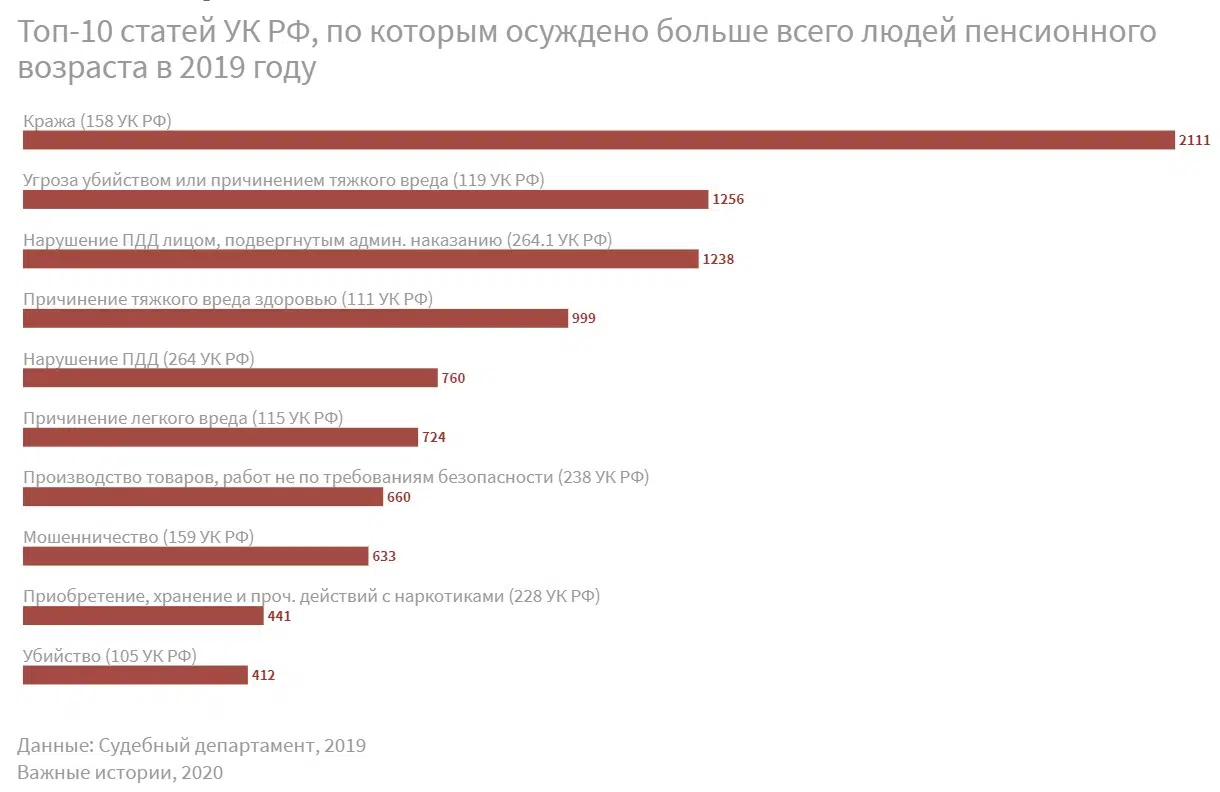 Топ-10 статей УК РФ, по которым осуждено больше всего людей пенсионного
возраста в 2019 году
Кража (158 УК РФ)
2111
Угроза убийством или причинением тяжкого вреда (119 УК РФ)
1256
Нарушение ПДД лицом, подвергнутым админ. наказанию (264.1 УК РФ)
1238
Причинение тяжкого вреда здоровью (111 УК РФ)
999
Нарушение ПДД (264 УК РФ)
760
Причинение легкого вреда (115 УК РФ)
724
Производство товаров, работ не по требованиям безопасности (238 УК РФ)
660
Мошенничество (159 УК РФ)
633
Приобретение, хранение и проч. действий с наркотиками (228 УК РФ)
441
Убийство (105 УК РФ)
412
Данные: Судебный департамент, 2019
Важные истории, 2020